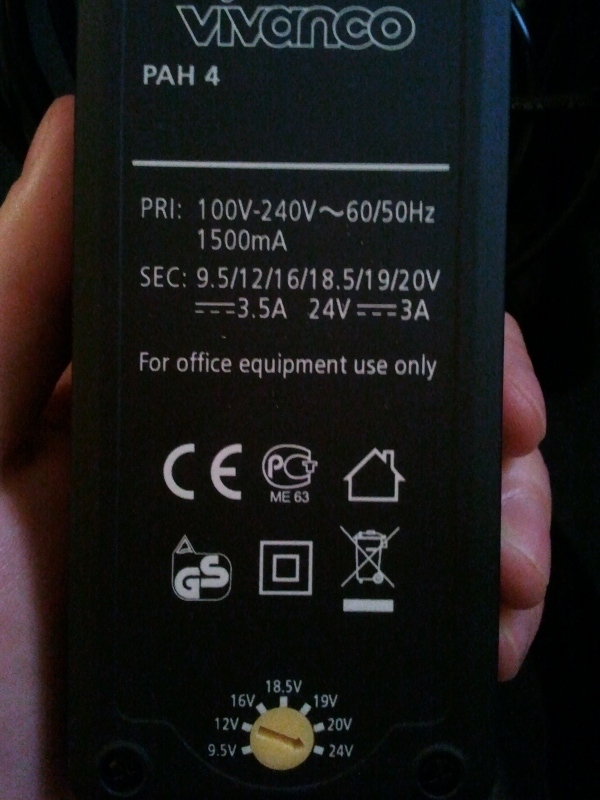 vivanco
PAH 4
PRI: 100V-240V～60/50Hz
1500mA
SEC: 9.5/12/16/18.5/19/20V
⎓3.5A 24V⎓3A
For office equipment use only
CE PCT
ME 63
GS
18.5V
16V 19V
12V 20V
9.5V 24V